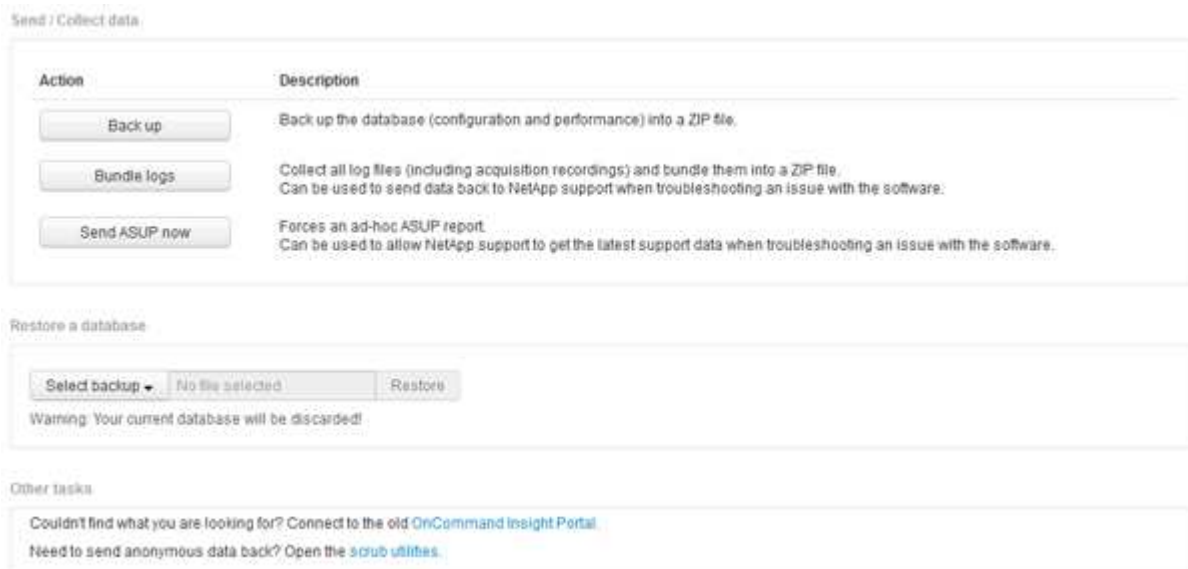 Send / Collect data
Action Description
Back up Back up the database (configuration and performance) into a ZIP file.
Bundle logs Collect all log files (including acquisition recordings) and bundle them into a ZIP file.
Can be used to send data back to NetApp support when troubleshooting an issue with the software.
Send ASUP now Forces an ad-hoc ASUP report.
Can be used to allow NetApp support to get the latest support data when troubleshooting an issue with the software.
Restore a database
Select backup No file selected Restore
Warning: Your current database will be discarded!
Other tasks
Couldn't find what you are looking for? Connect to the old OnCommand Insight Portal.
Need to send anonymous data back? Open the scrub utilities.